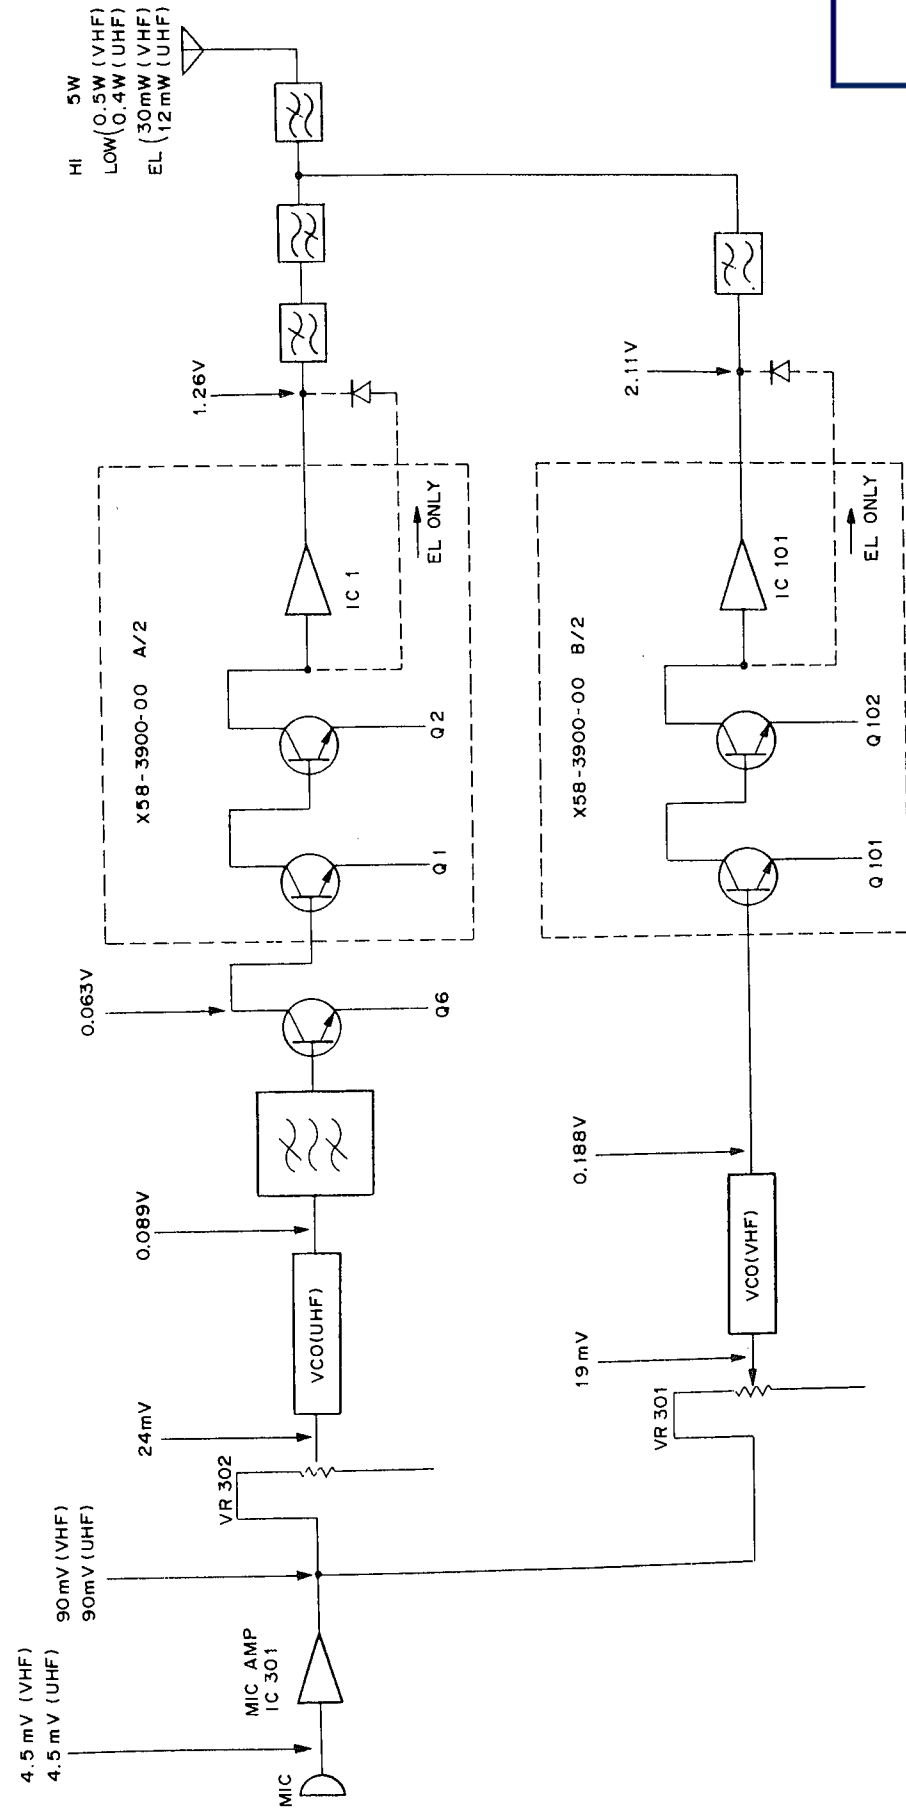 4.5mV (VHF)
4.5mV (UHF)
MIC
MIC AMP
IC 301
90mV (VHF)
90mV (UHF)
VR 302
24mV
VCO(UHF)
0.089V
0.063V
Q6
X58-3900-00 A/2
Q1
Q2
IC 1
EL ONLY
1.26V
HI 5W
LOW(0.5W (VHF)
0.4W (UHF)
EL (30mW (VHF)
12mW (UHF)
VR 301
19mV
VCO(VHF)
0.188V
X58-3900-00 B/2
Q101
Q102
IC 101
EL ONLY
2.11V